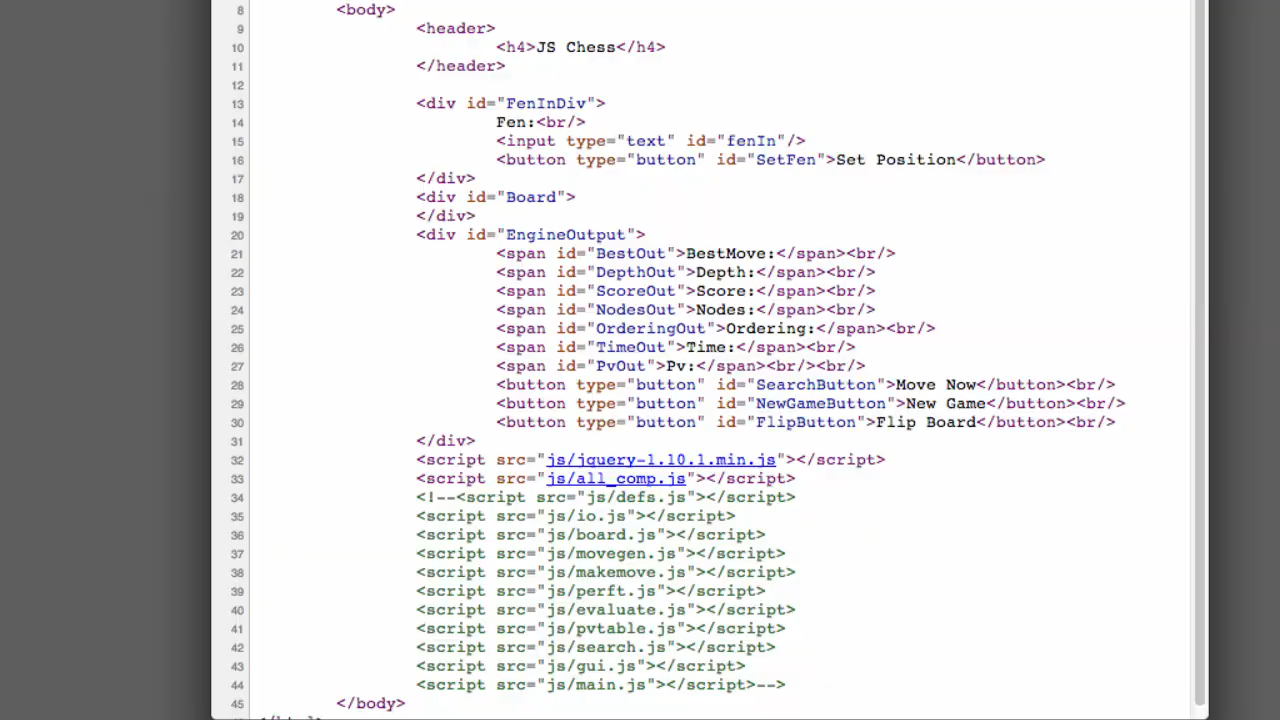 8 <body>
9 <header>
10 <h4>JS Chess</h4>
11 </header>
12
13 <div id="FenInDiv">
14 Fen:<br/>
15 <input type="text" id="fenIn"/>
16 <button type="button" id="SetFen">Set Position</button>
17 </div>
18 <div id="Board">
19 </div>
20 <div id="EngineOutput">
21 <span id="BestOut">BestMove:</span><br/>
22 <span id="DepthOut">Depth:</span><br/>
23 <span id="ScoreOut">Score:</span><br/>
24 <span id="NodesOut">Nodes:</span><br/>
25 <span id="OrderingOut">Ordering:</span><br/>
26 <span id="TimeOut">Time:</span><br/>
27 <span id="PvOut">Pv:</span><br/><br/>
28 <button type="button" id="SearchButton">Move Now</button><br/>
29 <button type="button" id="NewGameButton">New Game</button><br/>
30 <button type="button" id="FlipButton">Flip Board</button><br/>
31 </div>
32 <script src="js/jquery-1.10.1.min.js"></script>
33 <script src="js/all_comp.js"></script>
34 <!--<script src="js/defs.js"></script>
35 <script src="js/io.js"></script>
36 <script src="js/board.js"></script>
37 <script src="js/movegen.js"></script>
38 <script src="js/makemove.js"></script>
39 <script src="js/perft.js"></script>
40 <script src="js/evaluate.js"></script>
41 <script src="js/pvtable.js"></script>
42 <script src="js/search.js"></script>
43 <script src="js/gui.js"></script>
44 <script src="js/main.js"></script>-->
45 </body>